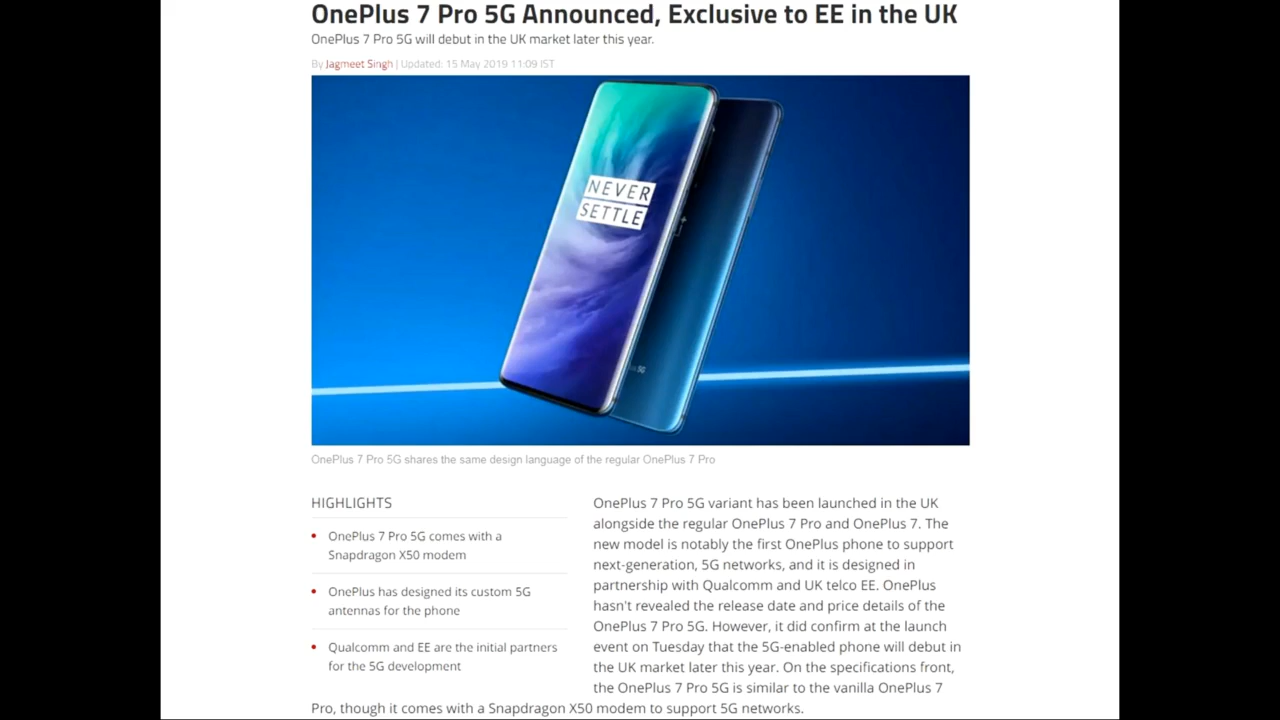 OnePlus 7 Pro 5G Announced, Exclusive to EE in the UK
OnePlus 7 Pro 5G will debut in the UK market later this year.
By Jagmeet Singh | Updated: 15 May 2019 11:09 IST
NEVER
SETTLE
5G
OnePlus 7 Pro 5G shares the same design language of the regular OnePlus 7 Pro
HIGHLIGHTS
OnePlus 7 Pro 5G comes with a
Snapdragon X50 modem
OnePlus has designed its custom 5G
antennas for the phone
Qualcomm and EE are the initial partners
for the 5G development
OnePlus 7 Pro 5G variant has been launched in the UK
alongside the regular OnePlus 7 Pro and OnePlus 7. The
new model is notably the first OnePlus phone to support
next-generation, 5G networks, and it is designed in
partnership with Qualcomm and UK telco EE. OnePlus
hasn't revealed the release date and price details of the
OnePlus 7 Pro 5G. However, it did confirm at the launch
event on Tuesday that the 5G-enabled phone will debut in
the UK market later this year. On the specifications front,
the OnePlus 7 Pro 5G is similar to the vanilla OnePlus 7
Pro, though it comes with a Snapdragon X50 modem to support 5G networks.